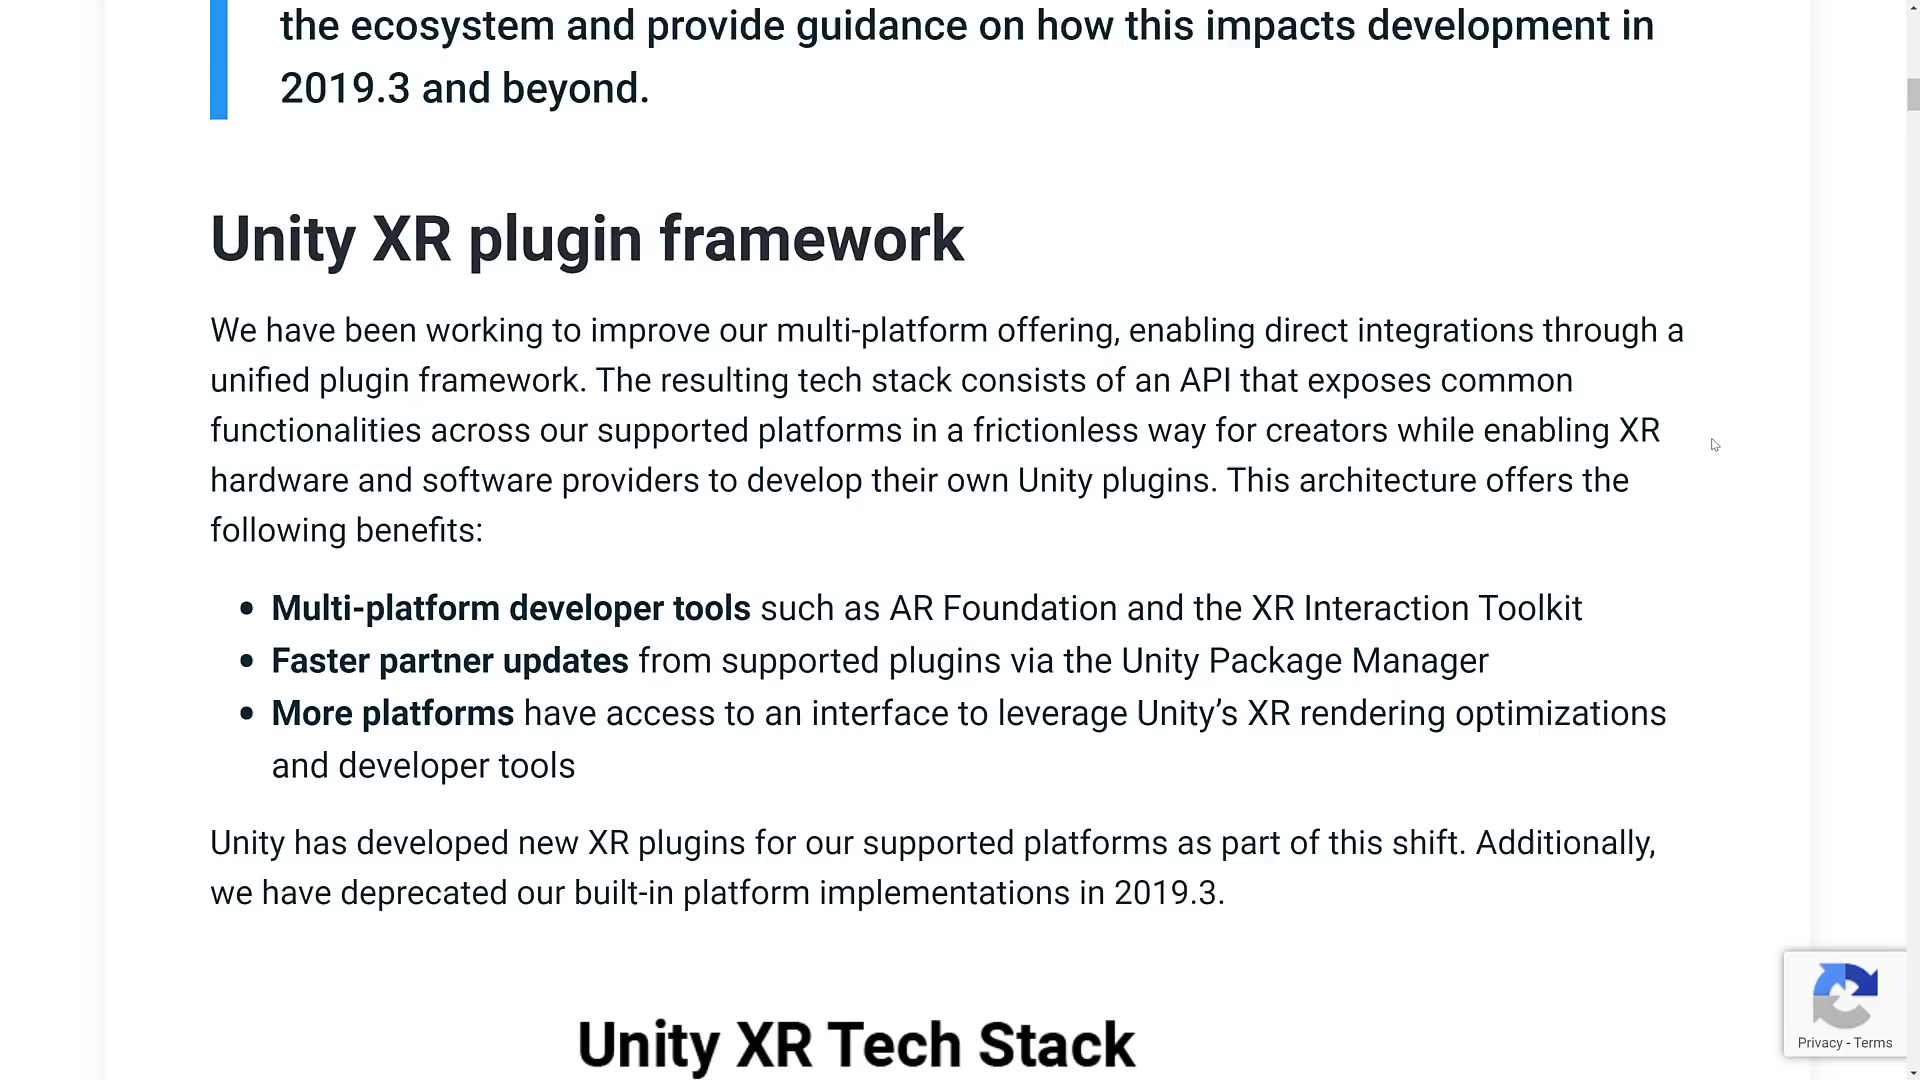 the ecosystem and provide guidance on how this impacts development in
2019.3 and beyond.
Unity XR plugin framework
We have been working to improve our multi-platform offering, enabling direct integrations through a
unified plugin framework. The resulting tech stack consists of an API that exposes common
functionalities across our supported platforms in a frictionless way for creators while enabling XR
hardware and software providers to develop their own Unity plugins. This architecture offers the
following benefits:
• Multi-platform developer tools such as AR Foundation and the XR Interaction Toolkit
• Faster partner updates from supported plugins via the Unity Package Manager
• More platforms have access to an interface to leverage Unity’s XR rendering optimizations
and developer tools
Unity has developed new XR plugins for our supported platforms as part of this shift. Additionally,
we have deprecated our built-in platform implementations in 2019.3.
Unity XR Tech Stack
Privacy - Terms